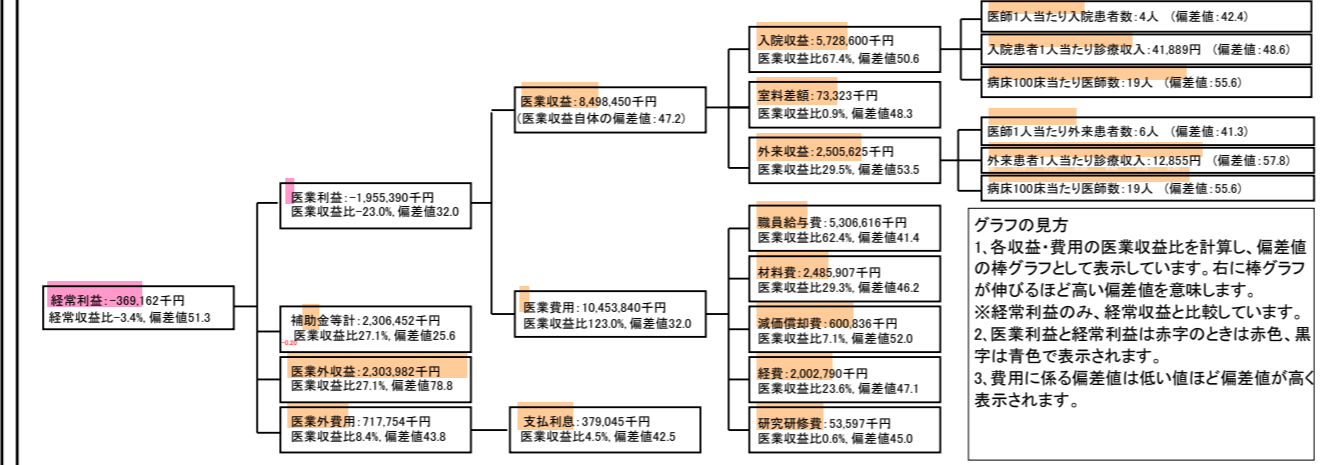 経常利益:-369,162千円
経常収益比-3.4%, 偏差値51.3
医業利益:-1,955,390千円
医業収益比-23.0%, 偏差値32.0
補助金等計:2,306,452千円
医業収益比27.1%, 偏差値25.6
-0.20
医業外収益:2,303,982千円
医業収益比27.1%, 偏差値78.8
医業外費用:717,754千円
医業収益比8.4%, 偏差値43.8
医業収益:8,498,450千円
(医業収益自体の偏差値:47.2)
医業費用:10,453,840千円
医業収益比123.0%, 偏差値32.0
支払利息:379,045千円
医業収益比4.5%, 偏差値42.5
入院収益:5,728,600千円
医業収益比67.4%, 偏差値50.6
室料差額:73,323千円
医業収益比0.9%, 偏差値48.3
外来収益:2,505,625千円
医業収益比29.5%, 偏差値53.5
職員給与費:5,306,616千円
医業収益比62.4%, 偏差値41.4
材料費:2,485,907千円
医業収益比29.3%, 偏差値46.2
減価償却費:600,836千円
医業収益比7.1%, 偏差値52.0
経費:2,002,790千円
医業収益比23.6%, 偏差値47.1
研究研修費:53,597千円
医業収益比0.6%, 偏差値45.0
医師1人当たり入院患者数:4人 (偏差値:42.4)
入院患者1人当たり診療収入:41,889円 (偏差値:48.6)
病床100床当たり医師数:19人 (偏差値:55.6)
医師1人当たり外来患者数:6人 (偏差値:41.3)
外来患者1人当たり診療収入:12,855円 (偏差値:57.8)
病床100床当たり医師数:19人 (偏差値:55.6)
グラフの見方
1、各収益・費用の医業収益比を計算し、偏差値
の棒グラフとして表示しています。右に棒グラフ
が伸びるほど高い偏差値を意味します。
※経常利益のみ、経常収益と比較しています。
2、医業利益と経常利益は赤字のときは赤色、黒
字は青色で表示されます。
3、費用に係る偏差値は低い値ほど偏差値が高く
表示されます。